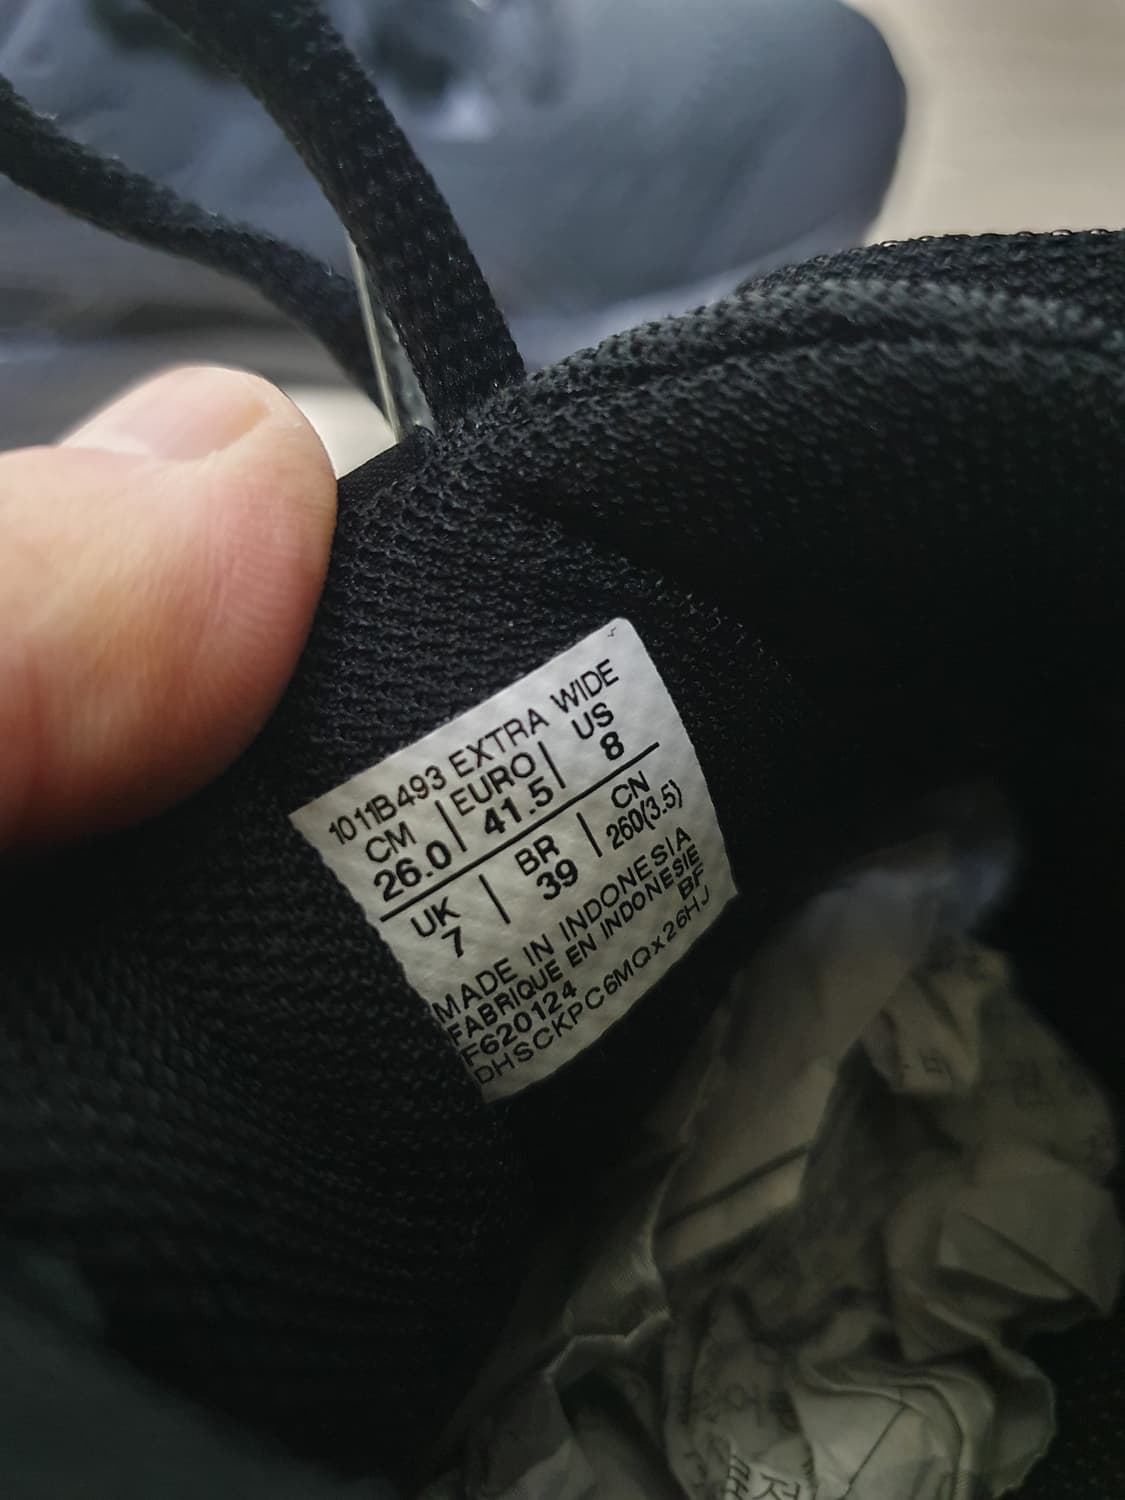 1011B493 EXTRA WIDE
CM | EURO | US
26.0 | 41.5 | 8
UK | BR | CN
7 | 39 | 260(3.5)
MADE IN INDONESIA
FABRIQUE EN INDONESIE
F620124 BF
DHSCKPC6MQx26HJ